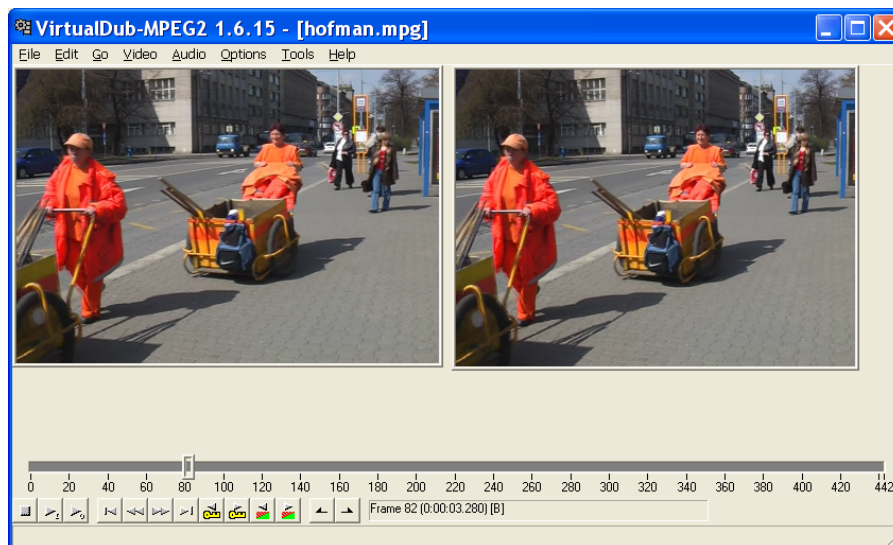 VirtualDub-MPEG2 1.6.15 - [hofman.mpg]
File Edit Go Video Audio Options Tools Help
0 20 40 60 80 100 120 140 160 180 200 220 240 260 280 300 320 340 360 380 400 420 442
Frame 82 (0:00:03.280) [B]